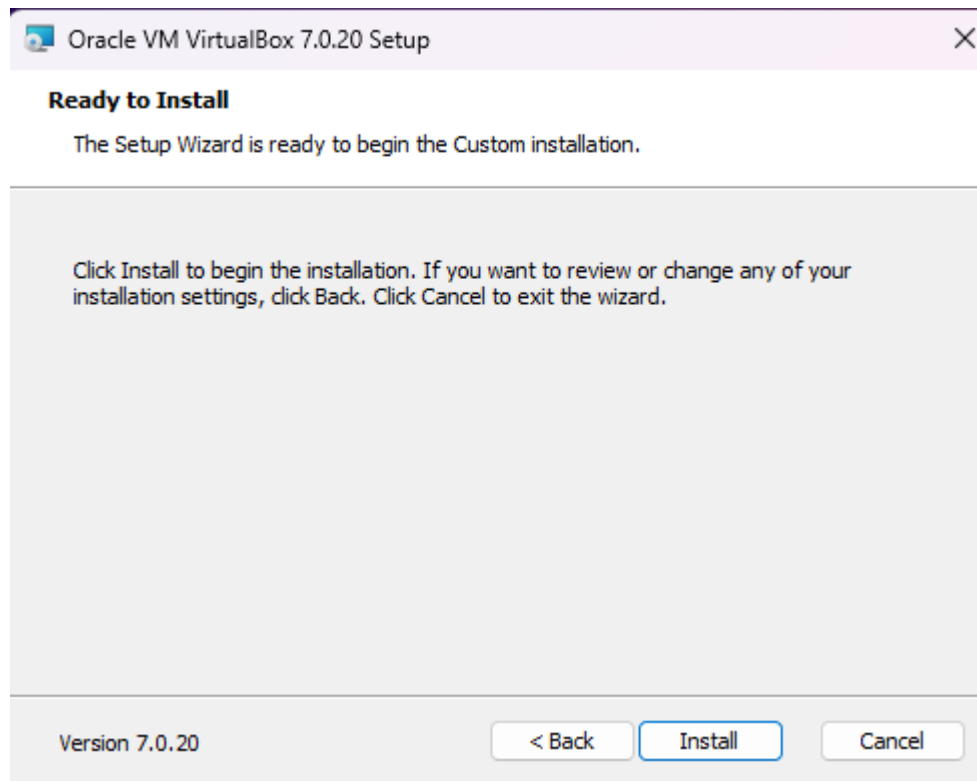 Oracle VM VirtualBox 7.0.20 Setup
Ready to Install
The Setup Wizard is ready to begin the Custom installation.
Click Install to begin the installation. If you want to review or change any of your
installation settings, click Back. Click Cancel to exit the wizard.
Version 7.0.20
< Back
Install
Cancel